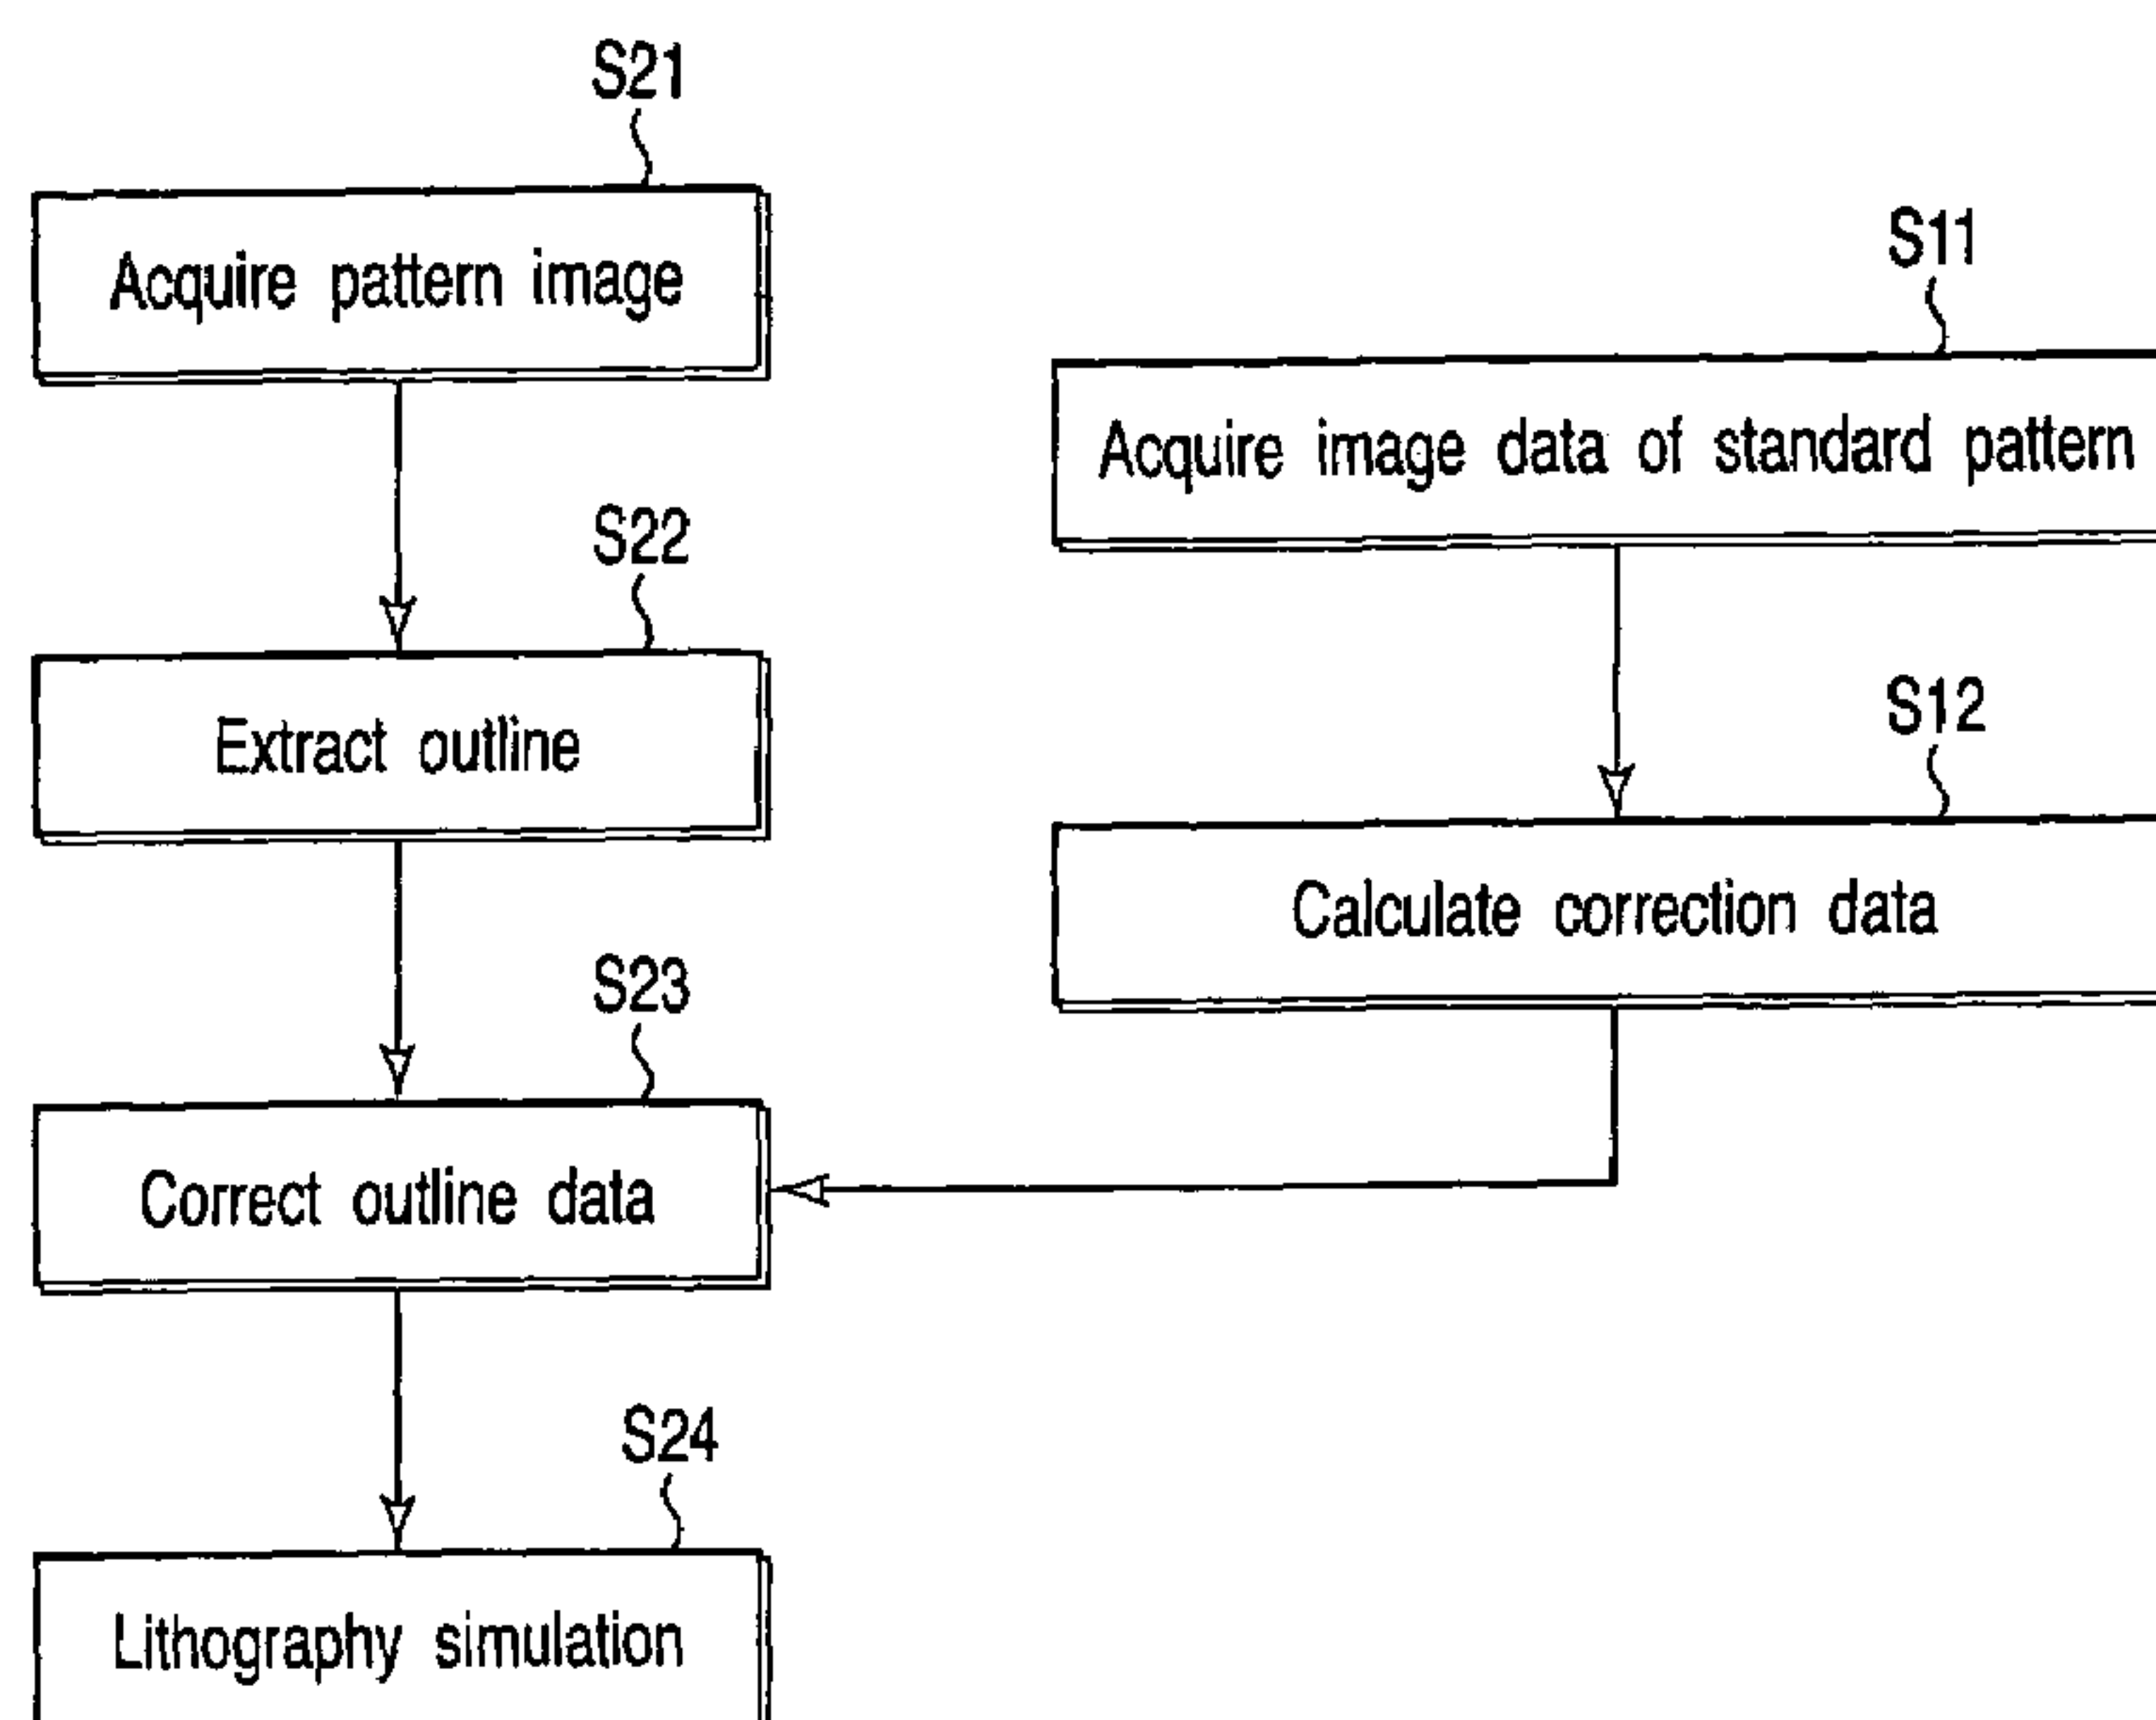 S21
Acquire pattern image
S22
Extract outline
S23
Correct outline data
S24
Lithography simulation
S11
Acquire image data of standard pattern
S12
Calculate correction data